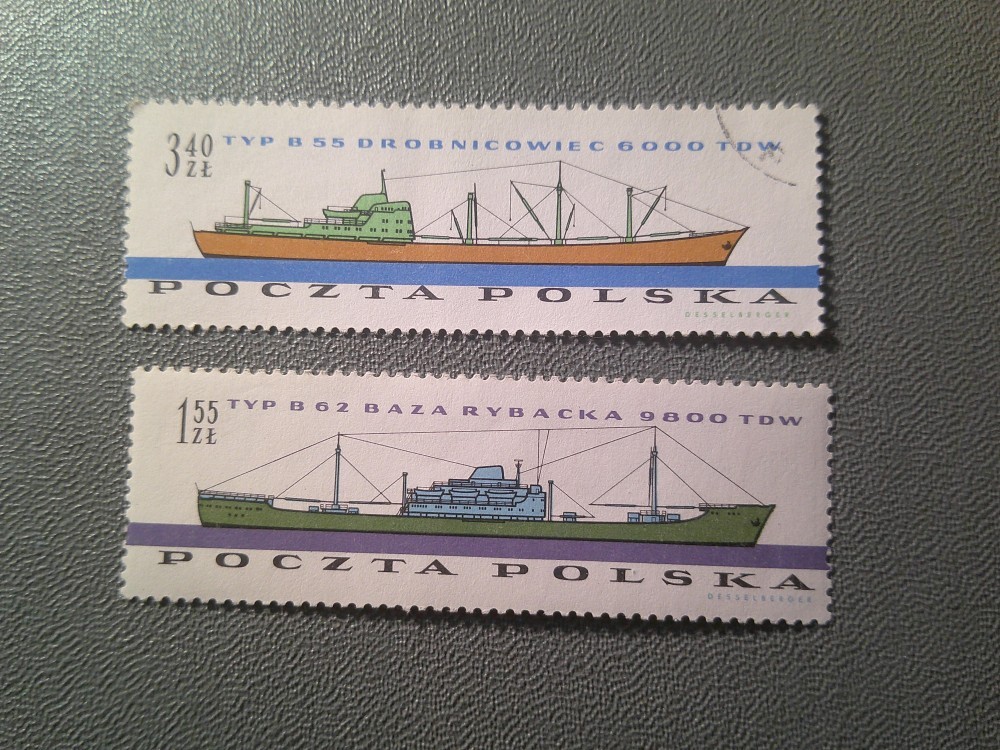 3 40 ZŁ TYP B 55 DROBNICOWIEC 6000 TDW
POCZTA POLSKA
DESSELBERGER
1 55 ZŁ TYP B 62 BAZA RYBACKA 9800 TDW
POCZTA POLSKA
DESSELBERGER